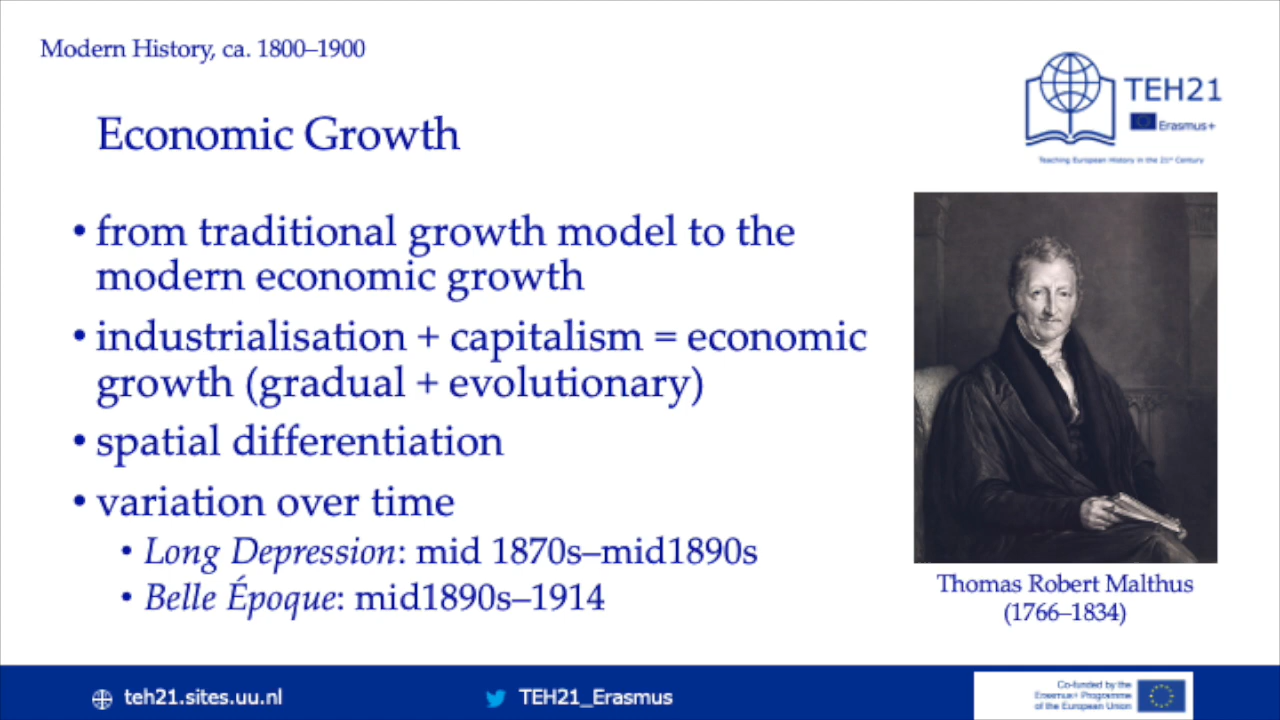 Modern History, ca. 1800–1900
TEH21
Erasmus+
Teaching European History in the 21st Century
Economic Growth
• from traditional growth model to the
modern economic growth
• industrialisation + capitalism = economic
growth (gradual + evolutionary)
• spatial differentiation
• variation over time
• Long Depression: mid 1870s–mid1890s
• Belle Époque: mid1890s–1914
Thomas Robert Malthus
(1766–1834)
teh21.sites.uu.nl
TEH21_Erasmus
Co-funded by the
Erasmus+ Programme
of the European Union